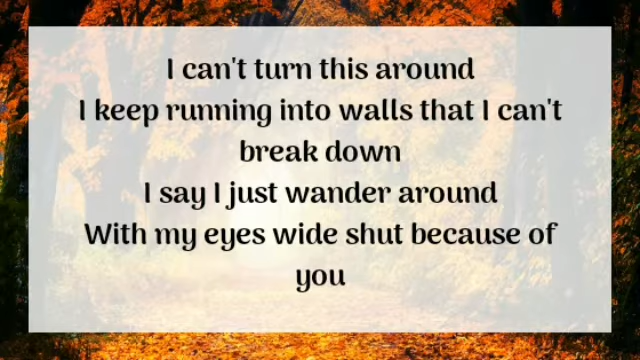 I can't turn this around
I keep running into walls that I can't
break down
I say I just wander around
With my eyes wide shut because of
you